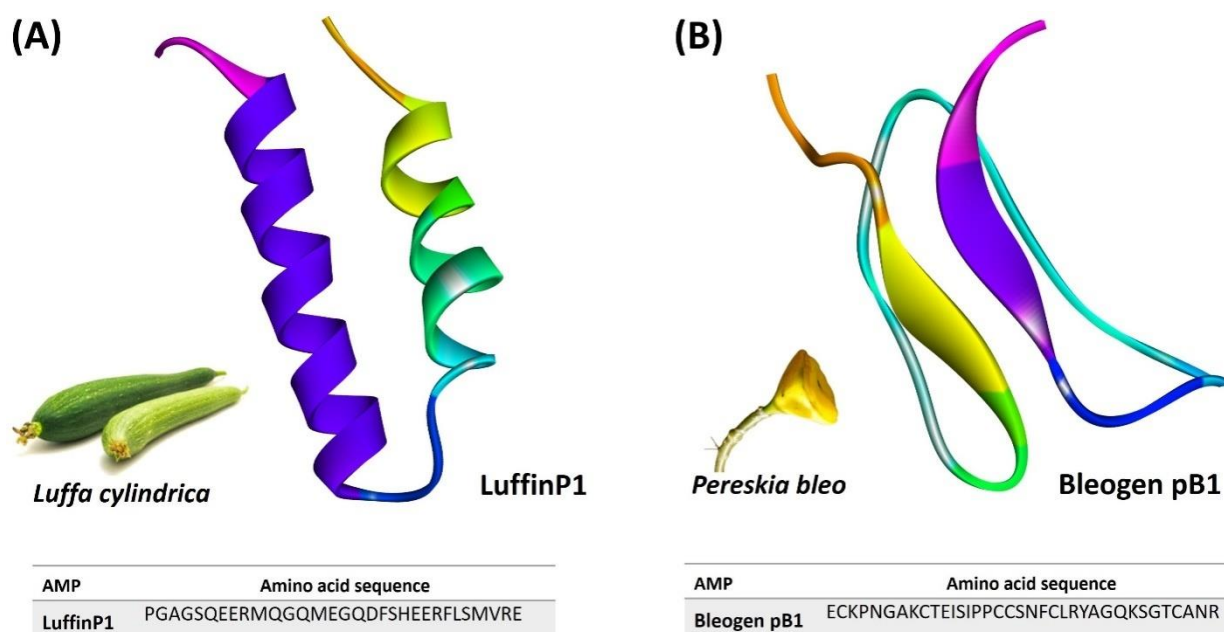 (A)
Luffa cylindrica
LuffinP1
AMP Amino acid sequence
LuffinP1 PGAGSQEERMQGQMEGQDFSHEERFLSMVRE
(B)
Pereskia bleo
Bleogen pB1
AMP Amino acid sequence
Bleogen pB1 ECKPNGAKCTEISIPPCCSNFCLRYAGQKSGTCANR